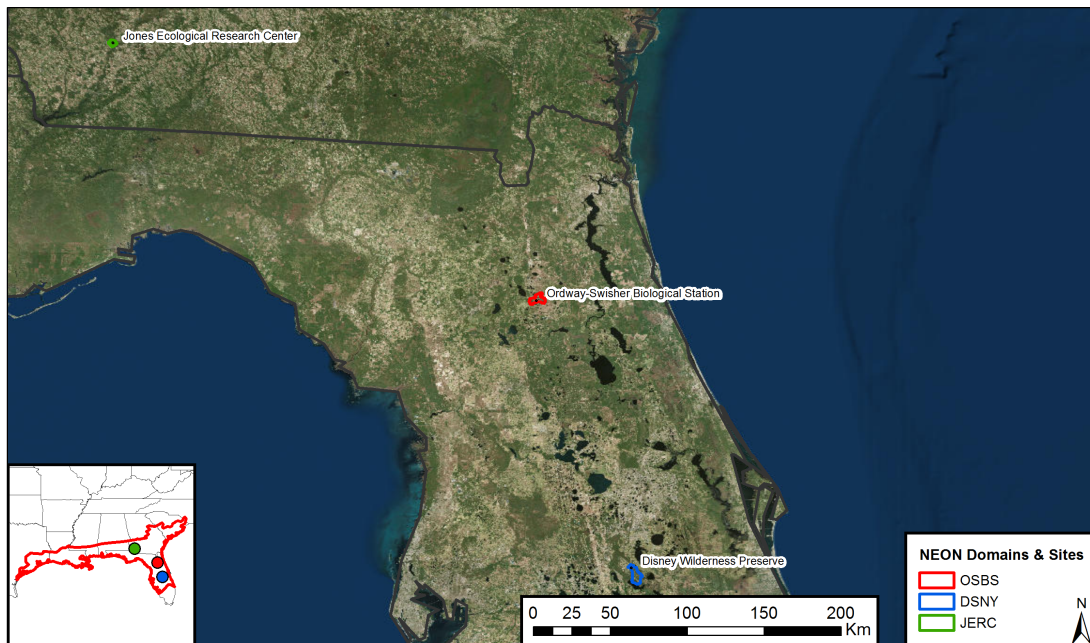 Jones Ecological Research Center
Ordway-Swisher Biological Station
Disney Wilderness Preserve
0 25 50 100 150 200
Km
NEON Domains & Sites
OSBS
DSNY
JERC
N